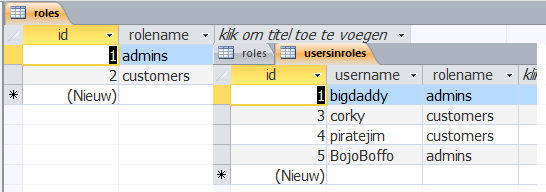 roles
id rolename klik om titel toe te voegen
1 admins
2 customers
(Nieuw)
roles usersinroles
id username rolename
1 bigdaddy admins
3 corky customers
4 piratejim customers
5 BojoBoffo admins
(Nieuw)